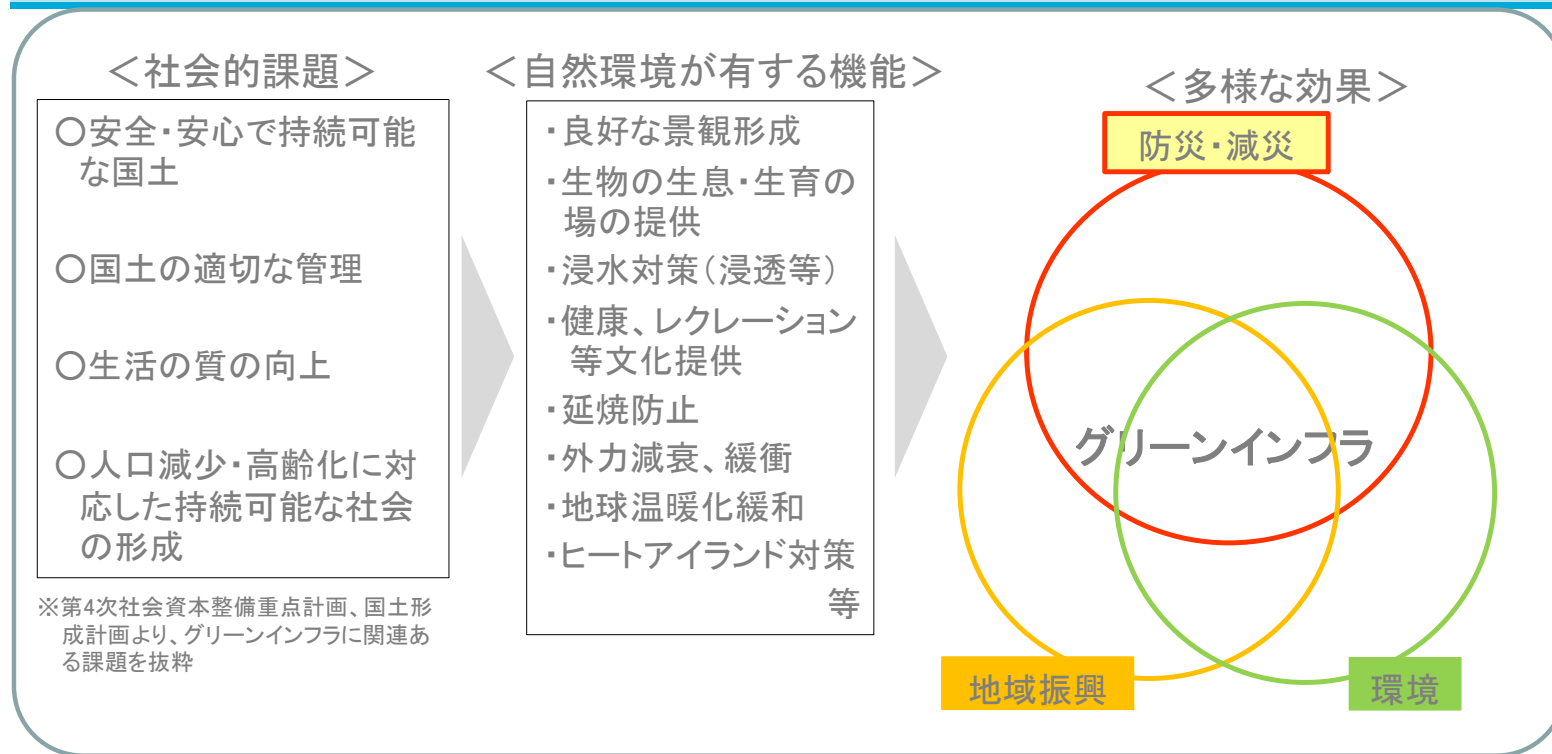 ＜社会的課題＞
〇安全・安心で持続可能
な国土
〇国土の適切な管理
〇生活の質の向上
〇人口減少・高齢化に対
応した持続可能な社会
の形成
※第4次社会資本整備重点計画、国土形
成計画より、グリーンインフラに関連あ
る課題を抜粋
＜自然環境が有する機能＞
・良好な景観形成
・生物の生息・生育の
場の提供
・浸水対策（浸透等）
・健康、レクレーション
等文化提供
・延焼防止
・外力減衰、緩衝
・地球温暖化緩和
・ヒートアイランド対策
等
＜多様な効果＞
防災・減災
グリーンインフラ
地域振興
環境